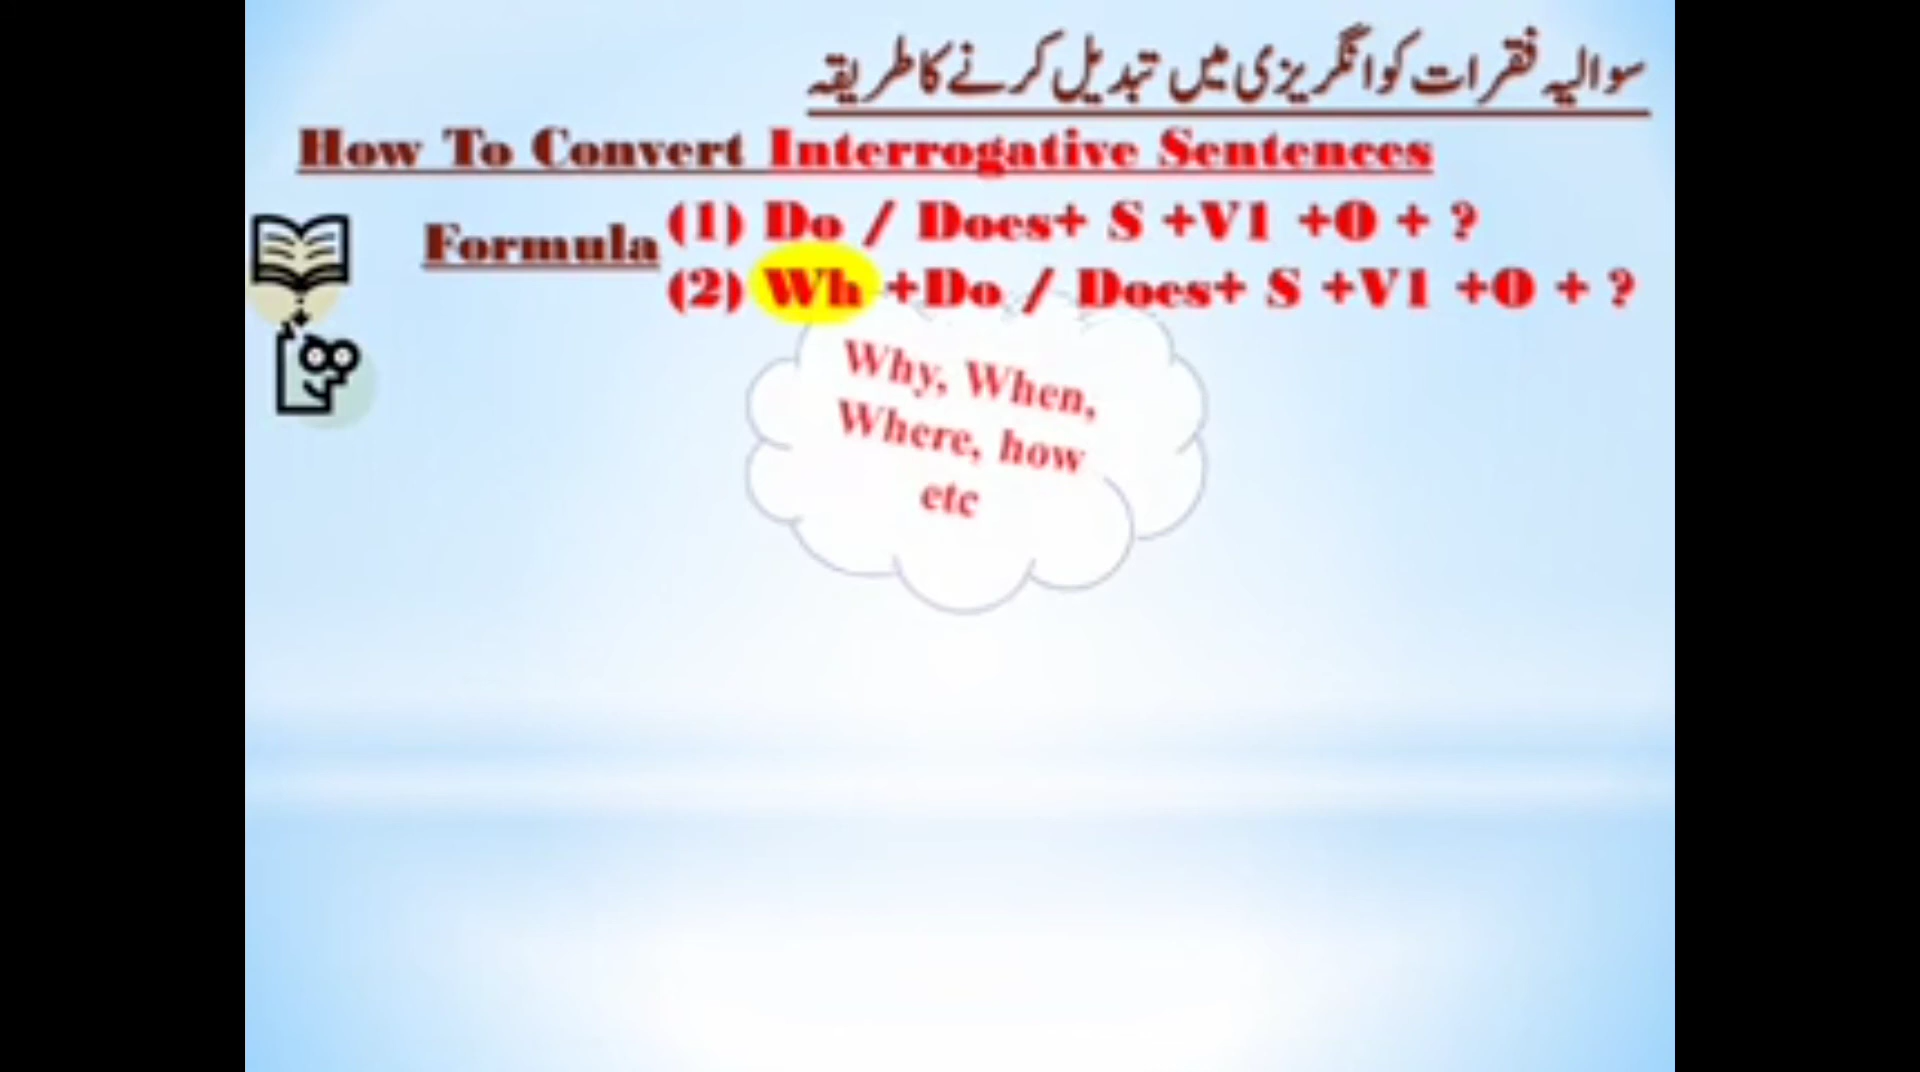 سوالیہ فقرات کو انگریزی میں تبدیل کرنے کا طریقہ
How To Convert Interrogative Sentences
Formula
(1) Do / Does+ S +V1 +O + ?
(2) Wh +Do / Does+ S +V1 +O + ?
Why, When,
Where, how
etc